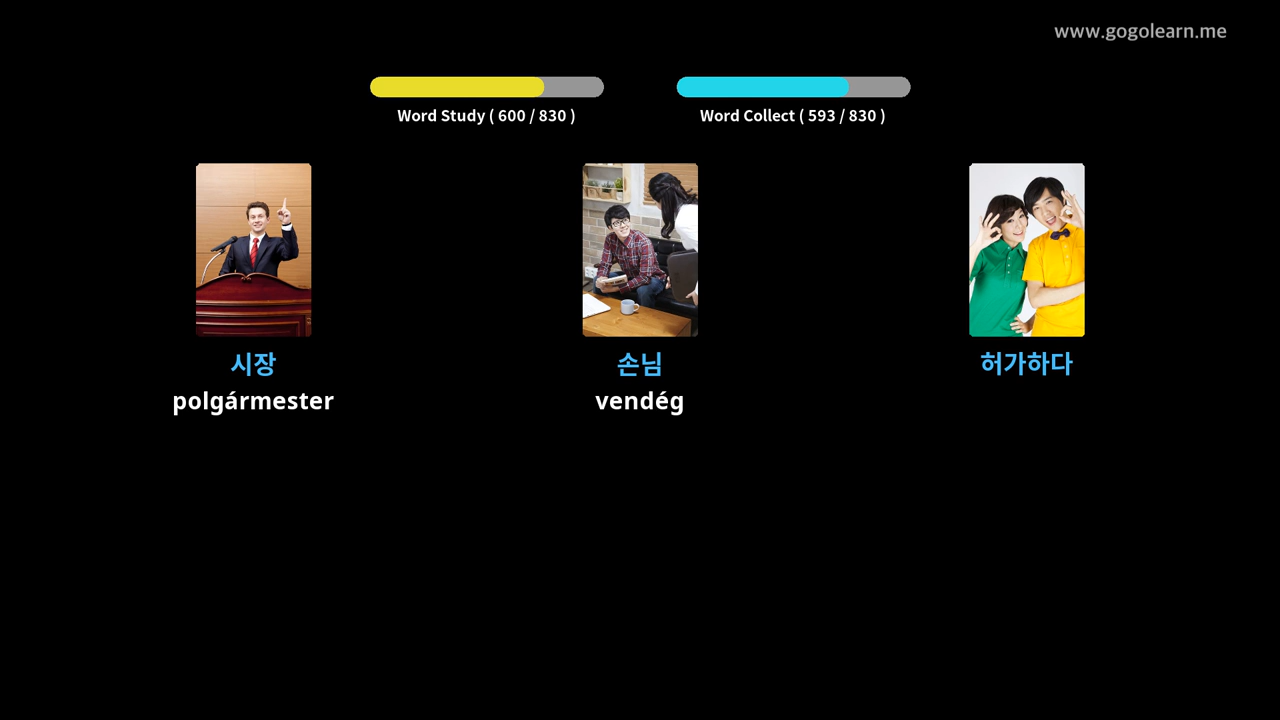 www.gogolearn.me
Word Study ( 600 / 830 )
Word Collect ( 593 / 830 )
시장
손님
허가하다
polgármester
vendég